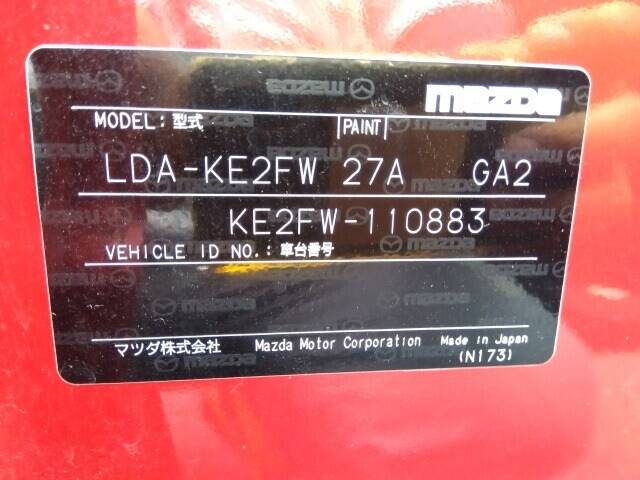 mazda
MODEL: 型式 PAINT
LDA-KE2FW 27A GA2
KE2FW-110883
VEHICLE ID NO.: 車台番号
マツダ株式会社 Mazda Motor Corporation Made in Japan
(N173)